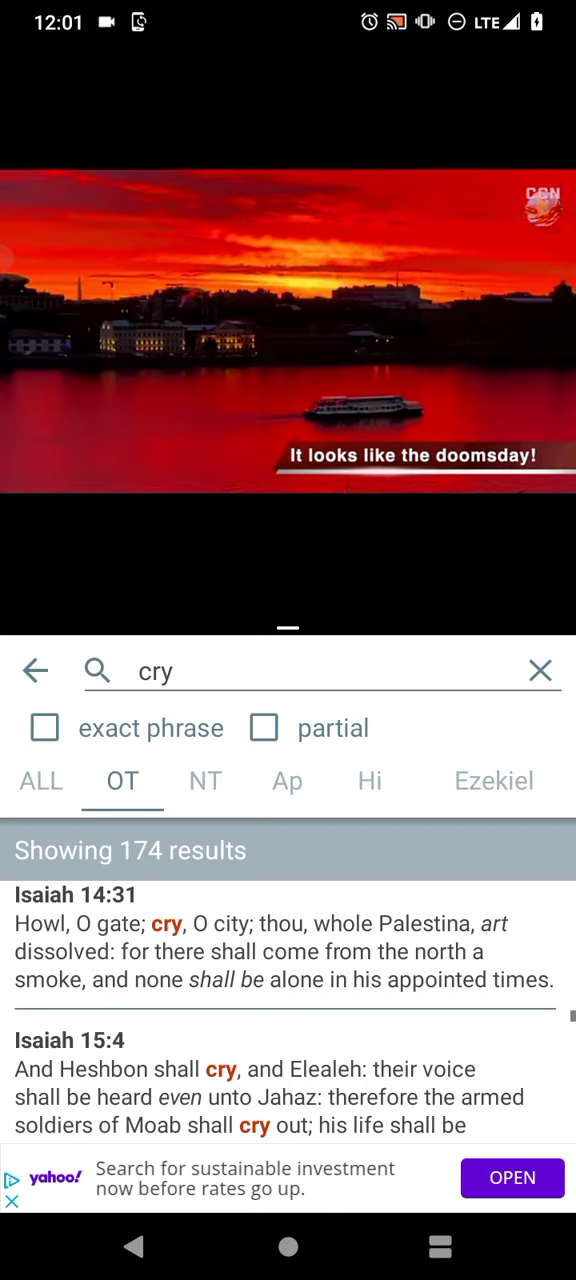 12:01
LTE
CBN
It looks like the doomsday!
cry
exact phrase partial
ALL OT NT Ap Hi Ezekiel
Showing 174 results
Isaiah 14:31
Howl, O gate; cry, O city; thou, whole Palestina, art
dissolved: for there shall come from the north a
smoke, and none shall be alone in his appointed times.
Isaiah 15:4
And Heshbon shall cry, and Elealeh: their voice
shall be heard even unto Jahaz: therefore the armed
soldiers of Moab shall cry out; his life shall be
yahoo!
Search for sustainable investment
now before rates go up.
OPEN